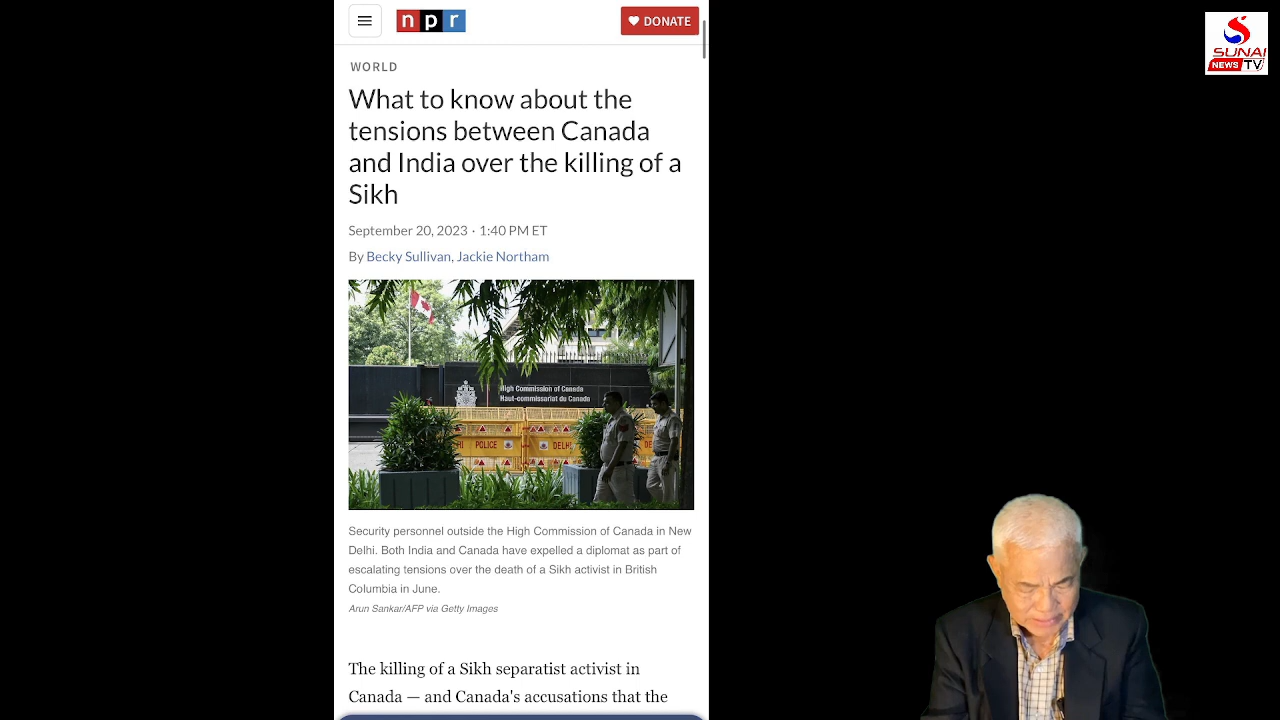 npr
DONATE
SUNAI
NEWS TV
WORLD
What to know about the
tensions between Canada
and India over the killing of a
Sikh
September 20, 2023 · 1:40 PM ET
By Becky Sullivan, Jackie Northam
High Commission of Canada
Haut-commissariat du Canada
POLICE
DELHI
Security personnel outside the High Commission of Canada in New
Delhi. Both India and Canada have expelled a diplomat as part of
escalating tensions over the death of a Sikh activist in British
Columbia in June.
Arun Sankar/AFP via Getty Images
The killing of a Sikh separatist activist in
Canada — and Canada's accusations that the